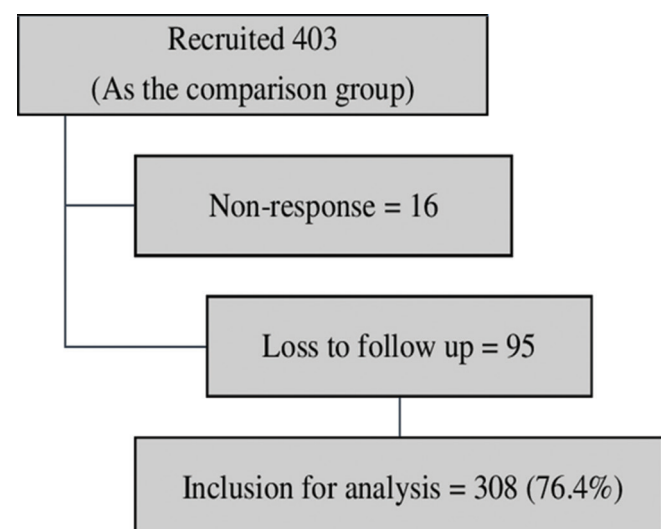 Recruited 403
(As the comparison group)
Non-response = 16
Loss to follow up = 95
Inclusion for analysis = 308 (76.4%)